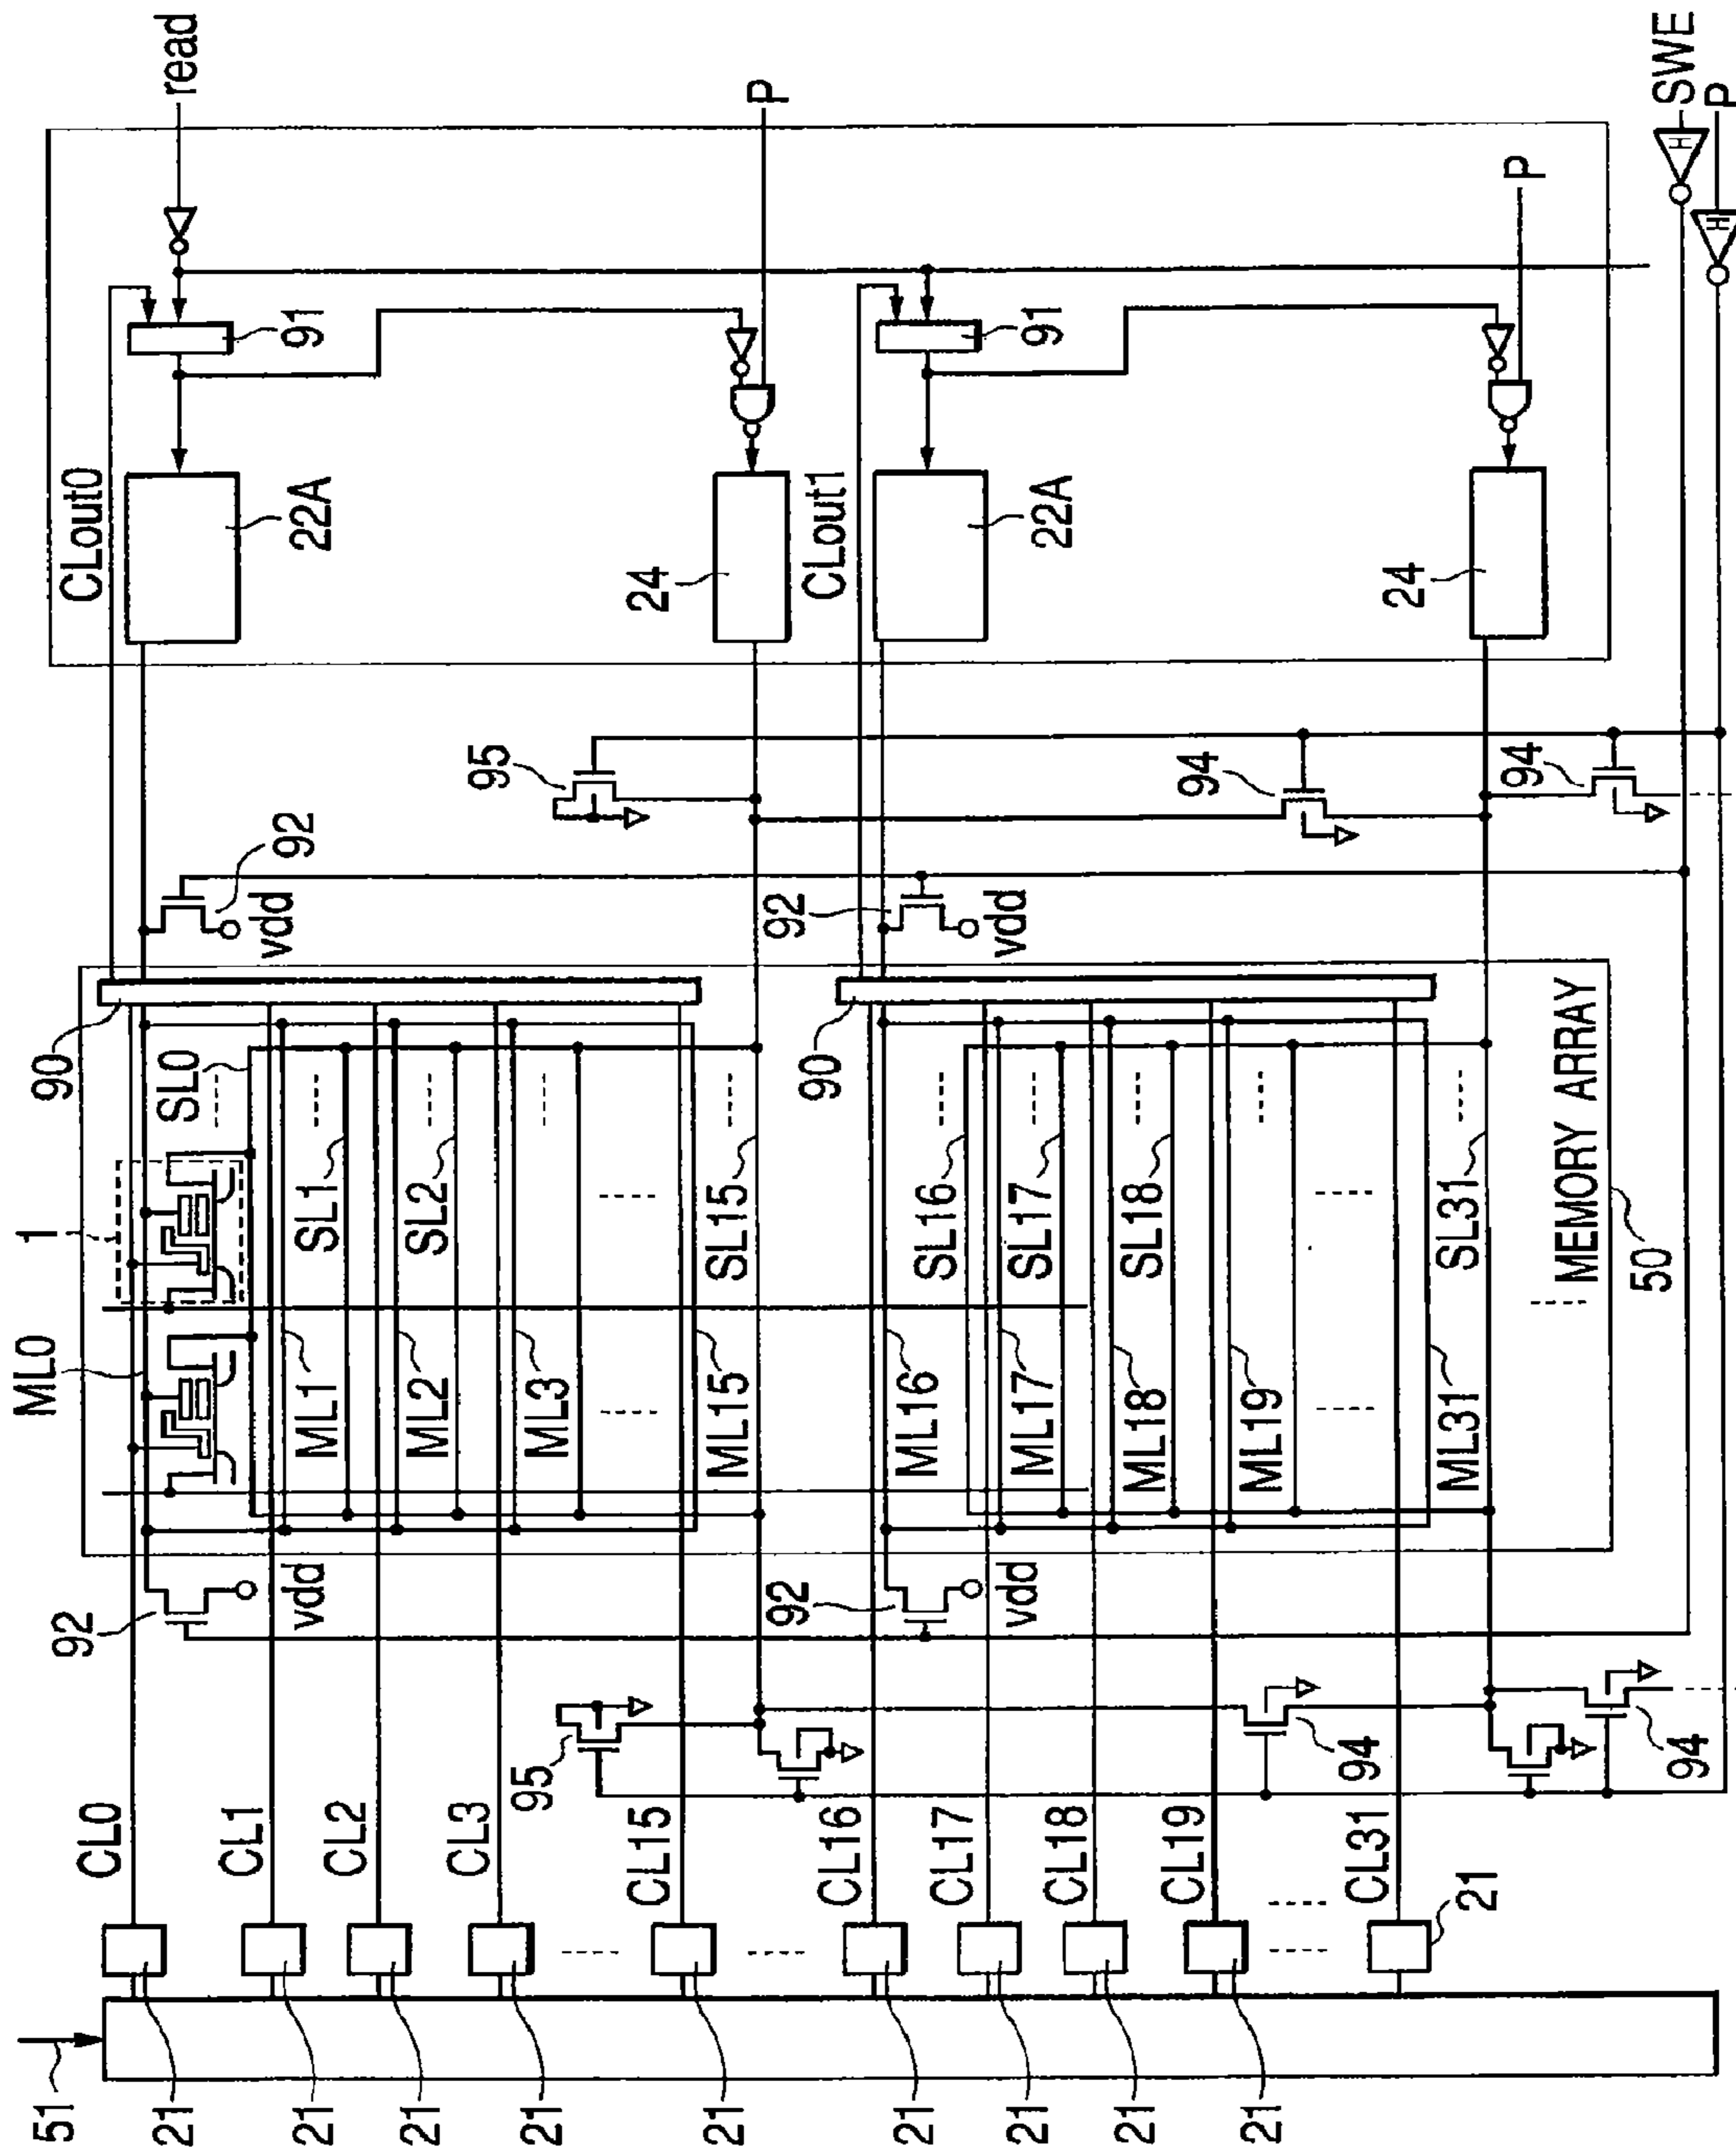 51
ML0
1
90
CLout0
92
CL0
21
SL0
read
vdd
vdd
92
22A
91
21
CL1
ML1
SL1
21
CL2
ML2
SL2
95
95
21
CL3
ML3
24
21
CL15
ML15
SL15
P
92
92
90
CLout1
21
CL16
ML16
SL16
vdd
vdd
22A
91
21
CL17
ML17
SL17
21
CL18
ML18
SL18
94
94
21
CL19
ML19
24
21
CL31
ML31
SL31
P
94
94
MEMORY ARRAY
50
H
SWE
H
P